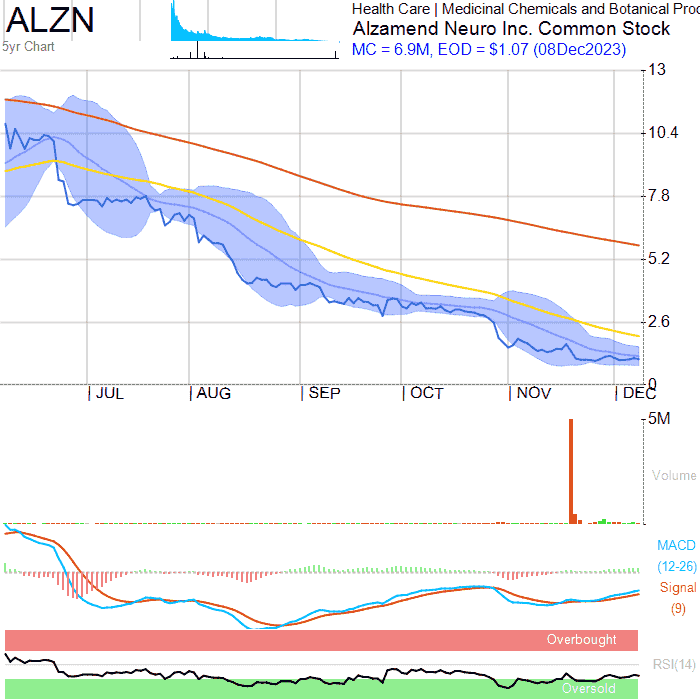 ALZN
5yr Chart
Health Care | Medicinal Chemicals and Botanical Proc
Alzamend Neuro Inc. Common Stock
MC = 6.9M, EOD = $1.07 (08Dec2023)
13
10.4
7.8
5.2
2.6
0
JUL AUG SEP OCT NOV DEC
5M
Volume
MACD
(12-26)
Signal
(9)
Overbought
RSI(14)
Oversold